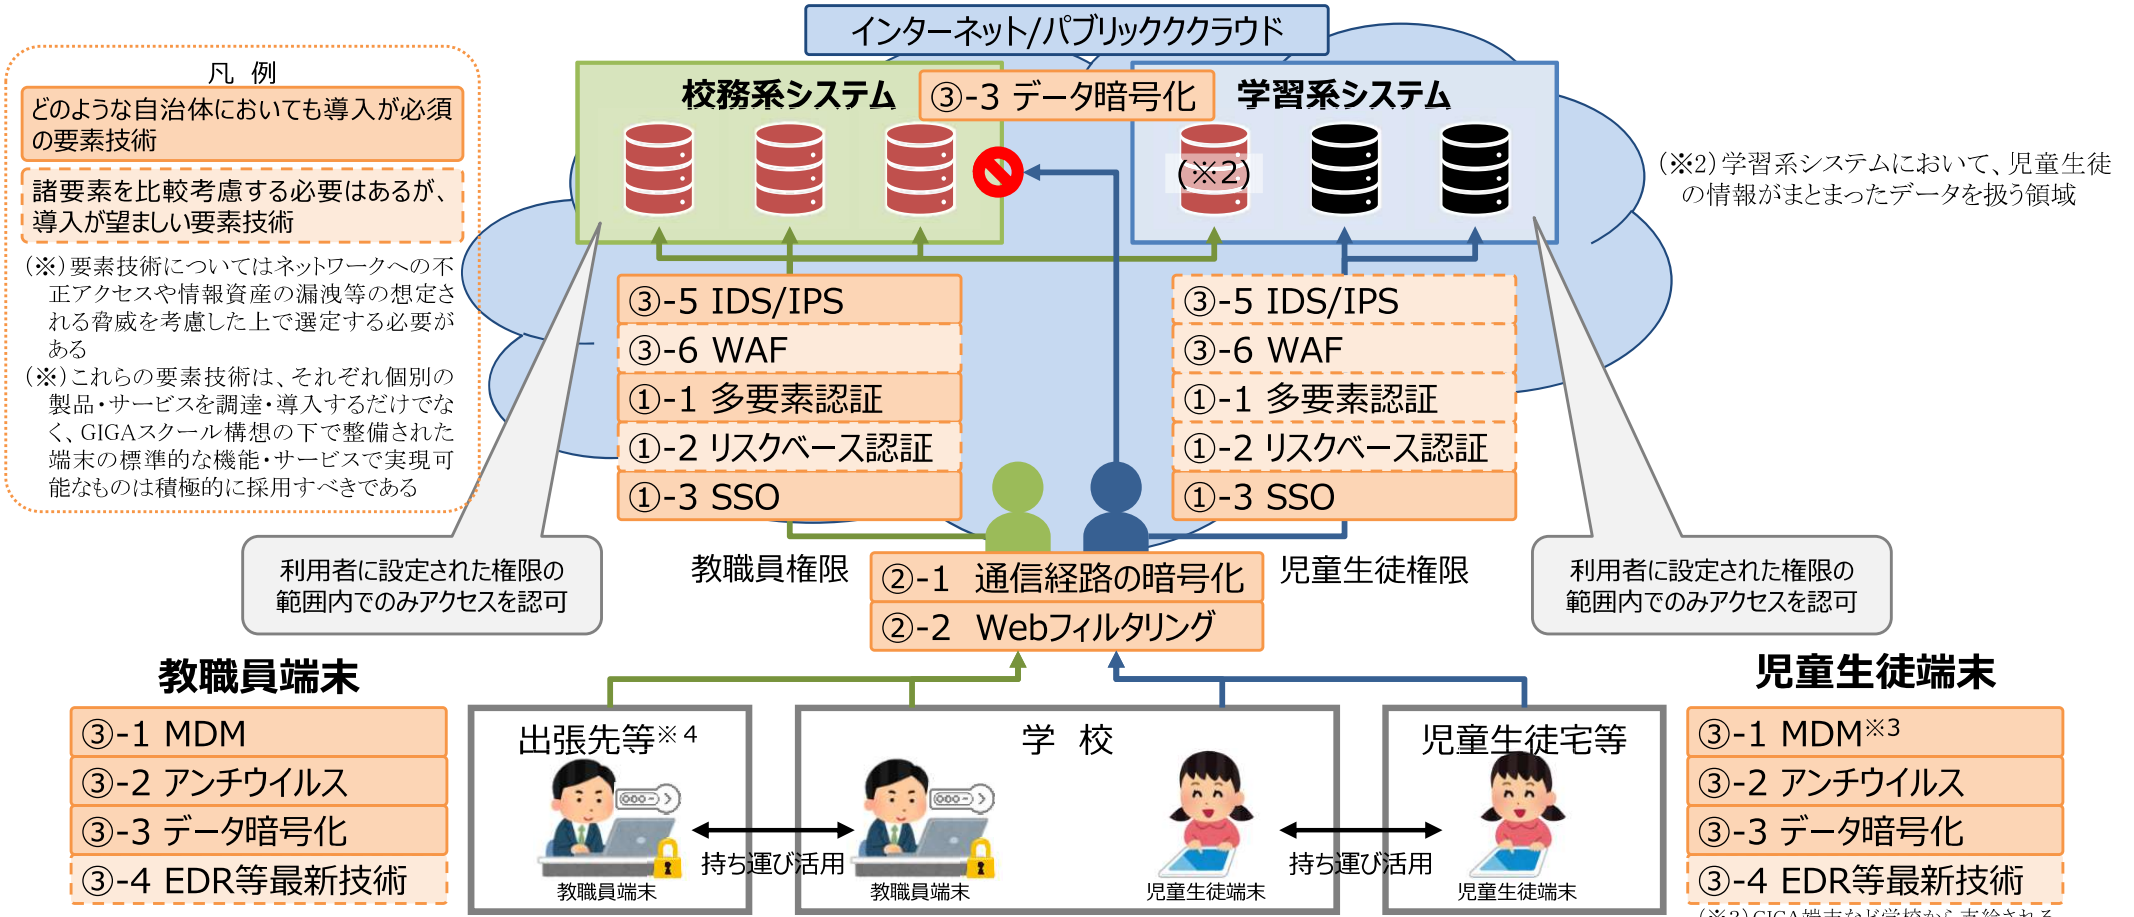 インターネット/パブリックククラウド
凡 例
どのような自治体においても導入が必須
の要素技術
諸要素を比較考慮する必要はあるが、
導入が望ましい要素技術
(※)要素技術についてはネットワークへの不
正アクセスや情報資産の漏洩等の想定さ
れる脅威を考慮した上で選定する必要が
ある
(※)これらの要素技術は、それぞれ個別の
製品・サービスを調達・導入するだけでな
く、GIGAスクール構想の下で整備された
端末の標準的な機能・サービスで実現可
能なものは積極的に採用すべきである
校務系システム
③-3 データ暗号化
学習系システム
(※2)
(※2)学習系システムにおいて、児童生徒
の情報がまとまったデータを扱う領域
③-5 IDS/IPS
③-6 WAF
①-1 多要素認証
①-2 リスクベース認証
①-3 SSO
③-5 IDS/IPS
③-6 WAF
①-1 多要素認証
①-2 リスクベース認証
①-3 SSO
教職員権限
児童生徒権限
利用者に設定された権限の
範囲内でのみアクセスを認可
②-1 通信経路の暗号化
②-2 Webフィルタリング
利用者に設定された権限の
範囲内でのみアクセスを認可
教職員端末
③-1 MDM
③-2 アンチウイルス
③-3 データ暗号化
③-4 EDR等最新技術
出張先等※4
教職員端末
持ち運び活用
学 校
教職員端末
児童生徒端末
持ち運び活用
児童生徒宅等
児童生徒端末
児童生徒端末
③-1 MDM※3
③-2 アンチウイルス
③-3 データ暗号化
③-4 EDR等最新技術
(※3)GIGA端末など学校から支給される